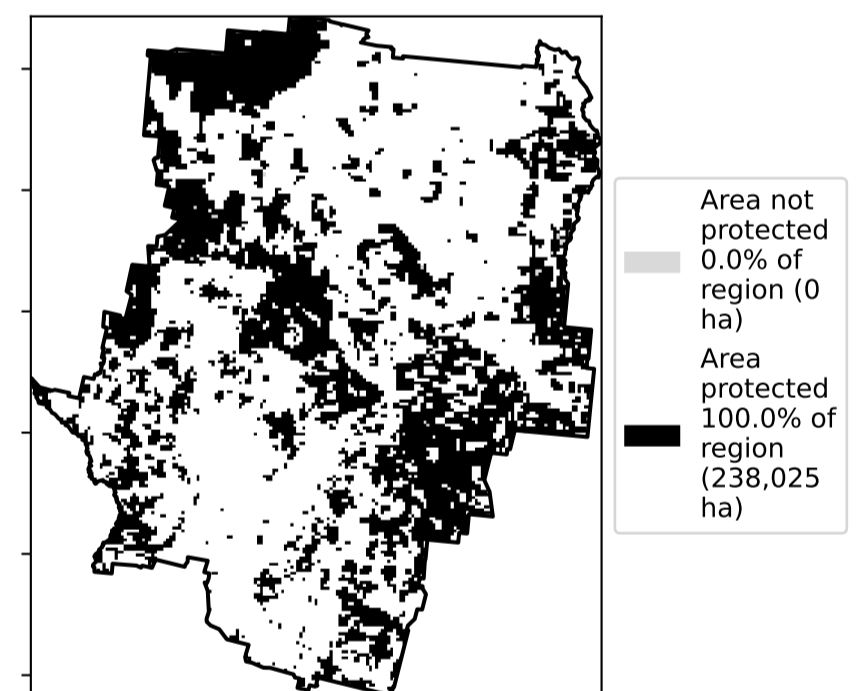 Area not
protected
0.0% of
region (0
ha)
Area
protected
100.0% of
region
(238,025
ha)